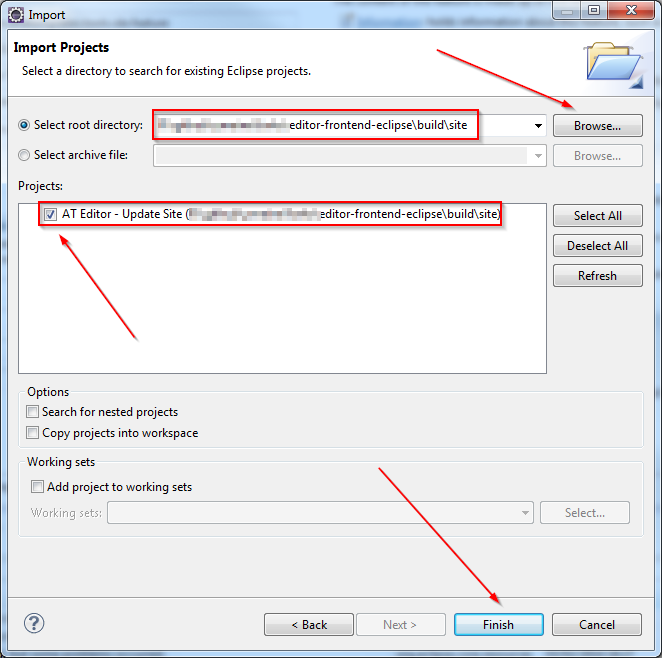 Import
Import Projects
Select a directory to search for existing Eclipse projects.
Select root directory: editor-frontend-eclipse\build\site Browse...
Select archive file: Browse...
Projects:
AT Editor - Update Site ( editor-frontend-eclipse\build\site) Select All
Deselect All
Refresh
Options
Search for nested projects
Copy projects into workspace
Working sets
Add project to working sets
Working sets: Select...
? < Back Next > Finish Cancel